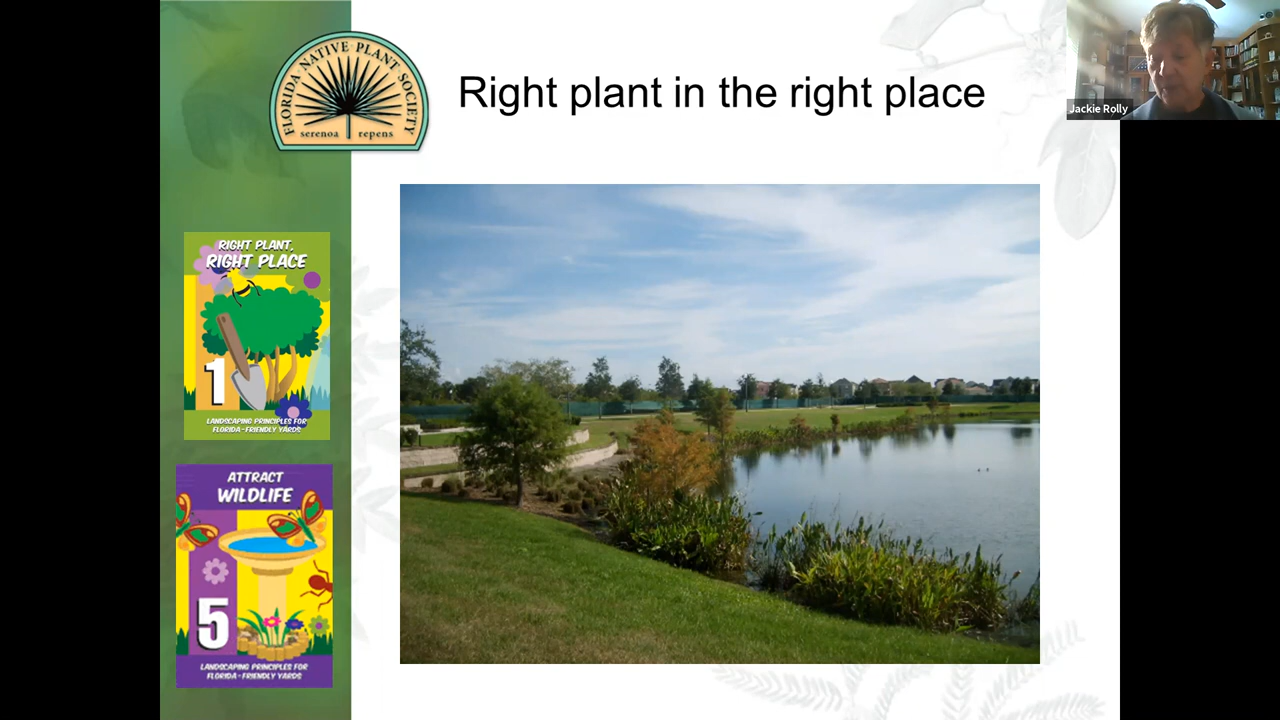 FLORIDA NATIVE PLANT SOCIETY
serenoa repens
Right plant in the right place
Jackie Rolly
RIGHT PLANT,
RIGHT PLACE
1
LANDSCAPING PRINCIPLES FOR
FLORIDA-FRIENDLY YARDS
ATTRACT
WILDLIFE
5
LANDSCAPING PRINCIPLES FOR
FLORIDA-FRIENDLY YARDS